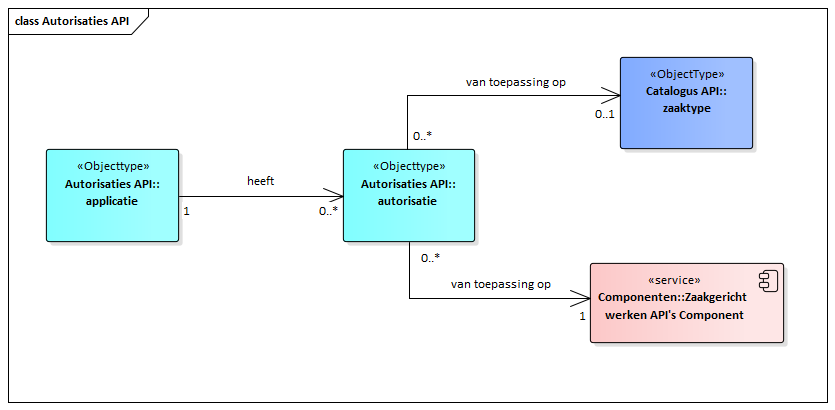 class Autorisaties API
«ObjectType»
Catalogus API::
zaaktype
van toepassing op
0..1
0..*
«Objecttype»
Autorisaties API::
applicatie
heeft
1
0..*
«Objecttype»
Autorisaties API::
autorisatie
0..*
van toepassing op
1
«service»
Componenten::Zaakgericht
werken API's Component